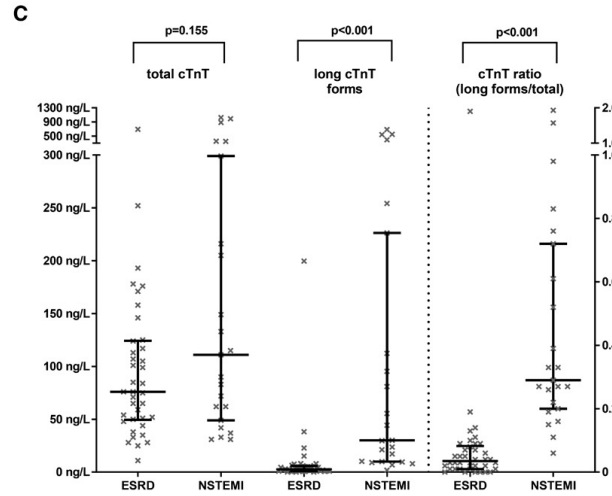 C
p=0.155
p<0.001
p<0.001
total cTnT
long cTnT
forms
cTnT ratio
(long forms/total)
1300 ng/L
900 ng/L
500 ng/L
300 ng/L
250 ng/L
200 ng/L
150 ng/L
100 ng/L
50 ng/L
0 ng/L
ESRD
NSTEMI
ESRD
NSTEMI
ESRD
NSTEMI